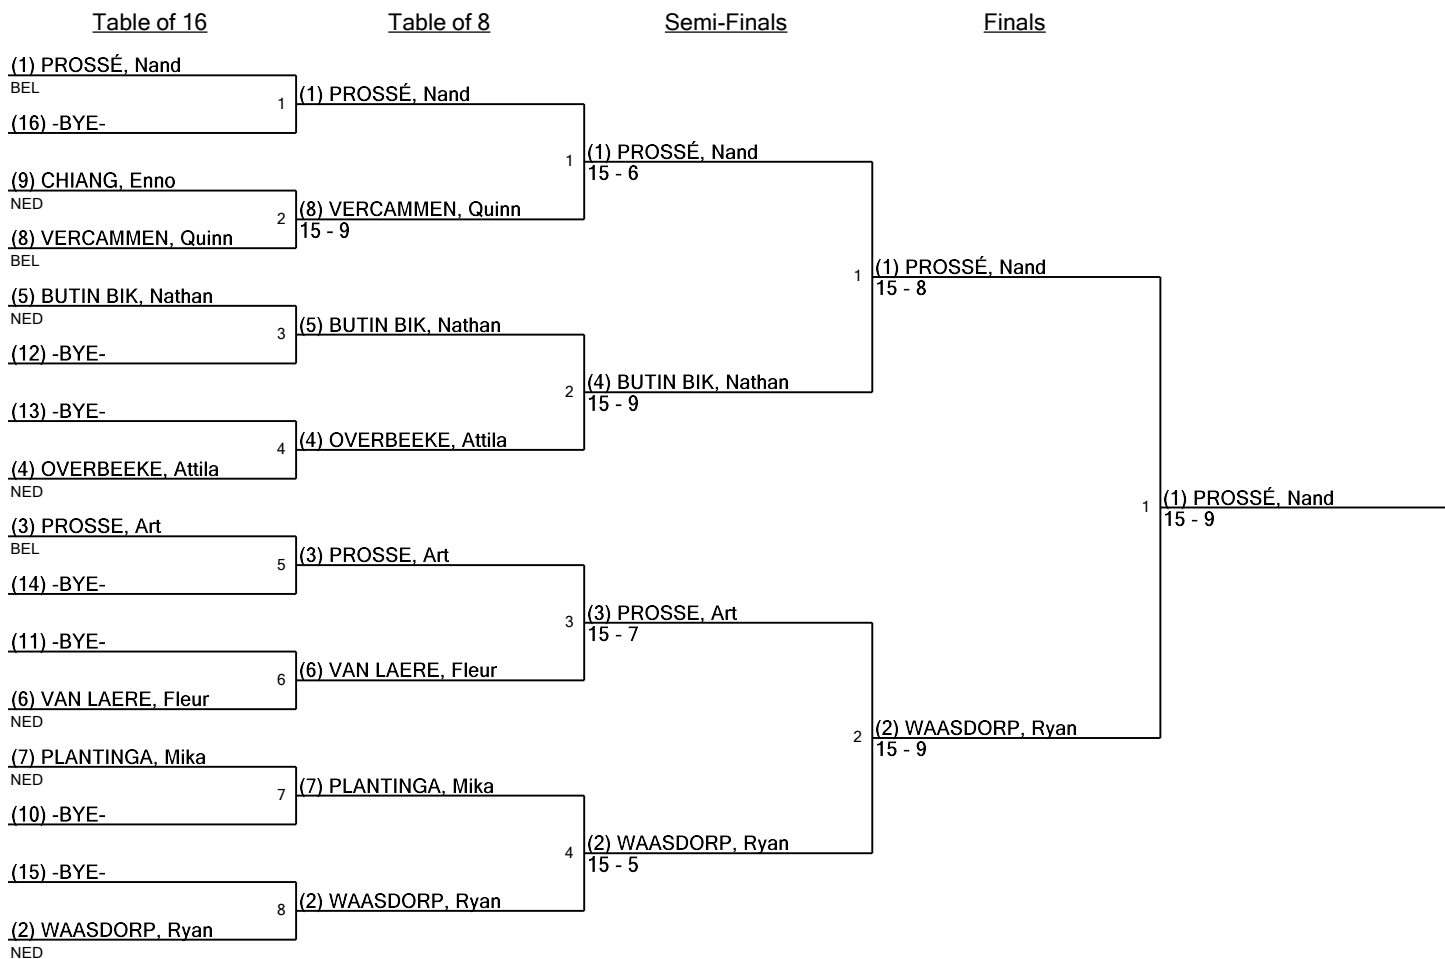 Table of 16
Table of 8
Semi-Finals
Finals
(1) PROSSÉ, Nand
BEL
1
(16) -BYE-
(9) CHIANG, Enno
NED
2
(8) VERCAMMEN, Quinn
BEL
(5) BUTIN BIK, Nathan
NED
3
(12) -BYE-
(13) -BYE-
4
(4) OVERBEEKE, Attila
NED
(3) PROSSE, Art
BEL
5
(14) -BYE-
(11) -BYE-
6
(6) VAN LAERE, Fleur
NED
(7) PLANTINGA, Mika
NED
7
(10) -BYE-
(15) -BYE-
8
(2) WAASDORP, Ryan
NED
(1) PROSSÉ, Nand
1
(8) VERCAMMEN, Quinn
15 - 9
(5) BUTIN BIK, Nathan
2
(4) OVERBEEKE, Attila
(3) PROSSE, Art
3
(6) VAN LAERE, Fleur
(7) PLANTINGA, Mika
4
(2) WAASDORP, Ryan
(1) PROSSÉ, Nand
15 - 6
1
(4) BUTIN BIK, Nathan
15 - 9
(3) PROSSE, Art
15 - 7
2
(2) WAASDORP, Ryan
15 - 5
(1) PROSSÉ, Nand
15 - 8
1
(2) WAASDORP, Ryan
15 - 9
(1) PROSSÉ, Nand
15 - 9